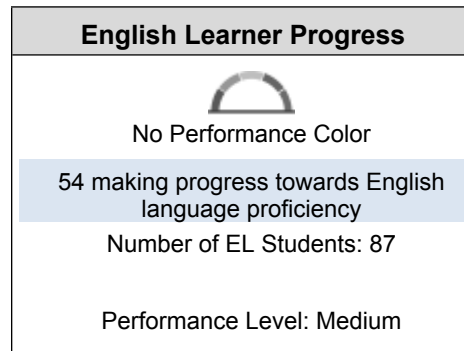 English Learner Progress
No Performance Color
54 making progress towards English
language proficiency
Number of EL Students: 87
Performance Level: Medium